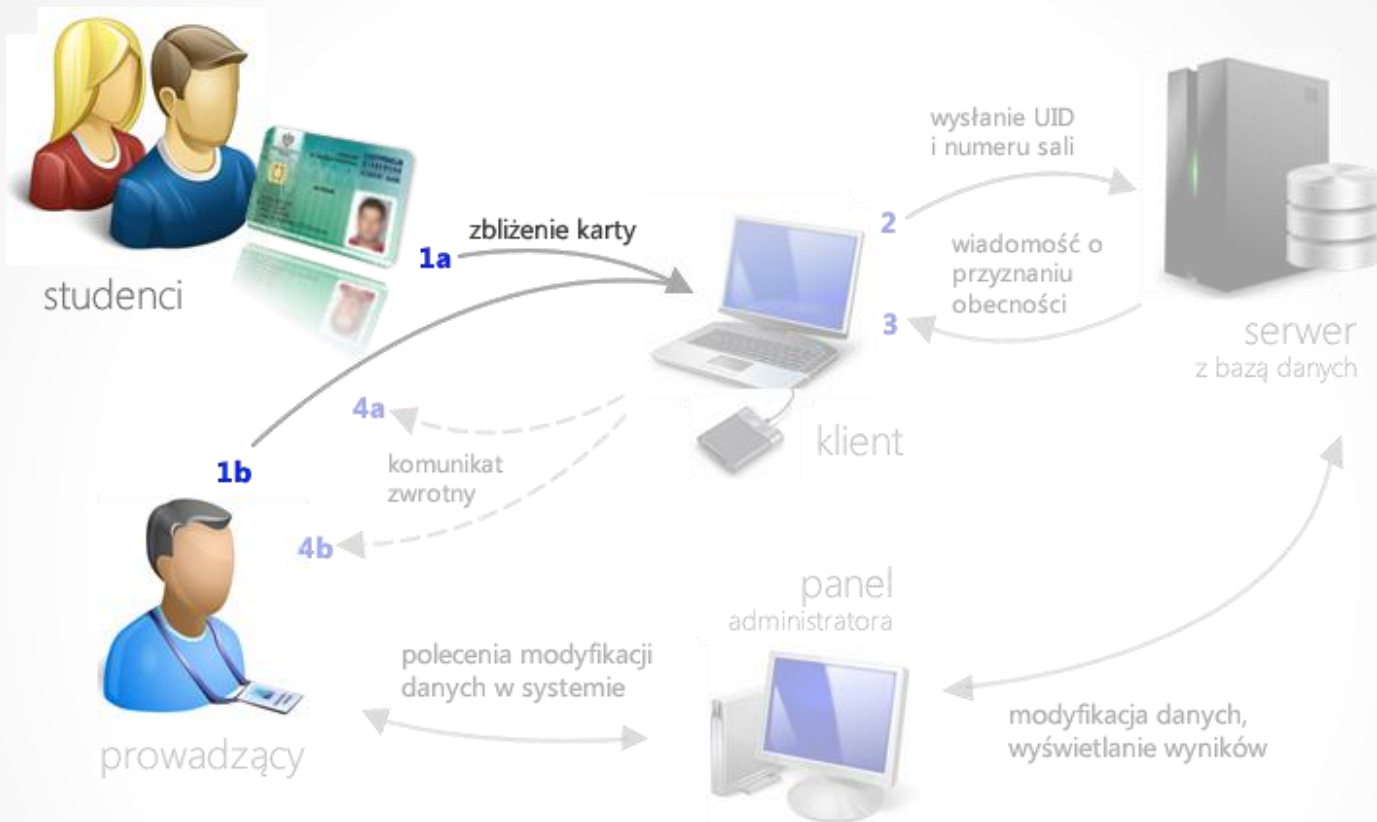 studenci
1a
zbliżenie karty
1b
2
wysłanie UID
i numeru sali
3
wiadomość o
przyznaniu
obecności
serwer
z bazą danych
klient
4a
komunikat
zwrotny
4b
prowadzący
polecenia modyfikacji
danych w systemie
panel
administratora
modyfikacja danych,
wyświetlanie wyników